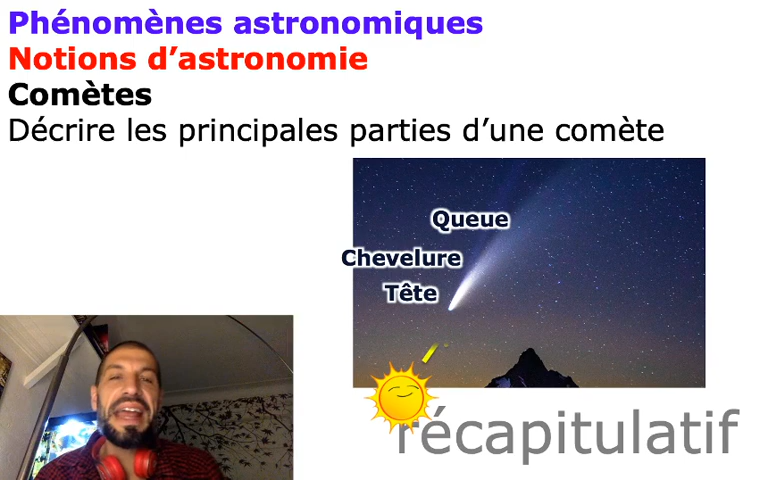 Phénomènes astronomiques
Notions d’astronomie
Comètes
Décrire les principales parties d’une comète
Queue
Chevelure
Tête
récapitulatif